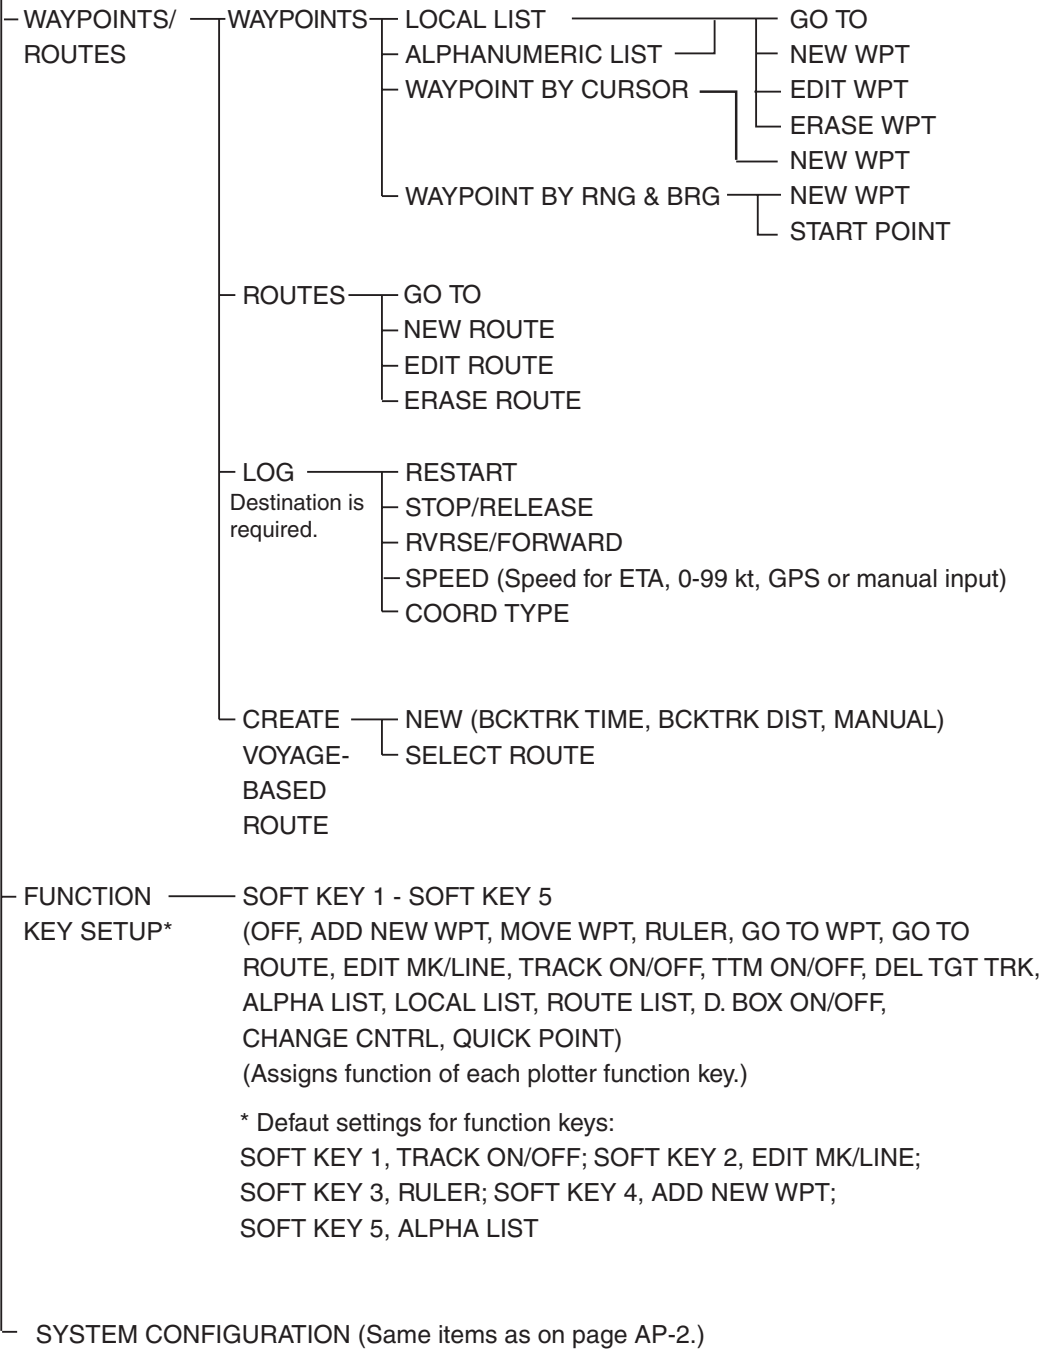 WAYPOINTS/ WAYPOINTS LOCAL LIST GO TO
ROUTES ALPHANUMERIC LIST NEW WPT
WAYPOINT BY CURSOR EDIT WPT
ERASE WPT
NEW WPT
WAYPOINT BY RNG & BRG NEW WPT
START POINT
ROUTES GO TO
NEW ROUTE
EDIT ROUTE
ERASE ROUTE
LOG RESTART
Destination is STOP/RELEASE
required. RVRSE/FORWARD
SPEED (Speed for ETA, 0-99 kt, GPS or manual input)
COORD TYPE
CREATE NEW (BCKTRK TIME, BCKTRK DIST, MANUAL)
VOYAGE- SELECT ROUTE
BASED
ROUTE
FUNCTION SOFT KEY 1 - SOFT KEY 5
KEY SETUP* (OFF, ADD NEW WPT, MOVE WPT, RULER, GO TO WPT, GO TO
ROUTE, EDIT MK/LINE, TRACK ON/OFF, TTM ON/OFF, DEL TGT TRK,
ALPHA LIST, LOCAL LIST, ROUTE LIST, D. BOX ON/OFF,
CHANGE CNTRL, QUICK POINT)
(Assigns function of each plotter function key.)
* Defaut settings for function keys:
SOFT KEY 1, TRACK ON/OFF; SOFT KEY 2, EDIT MK/LINE;
SOFT KEY 3, RULER; SOFT KEY 4, ADD NEW WPT;
SOFT KEY 5, ALPHA LIST
SYSTEM CONFIGURATION (Same items as on page AP-2.)